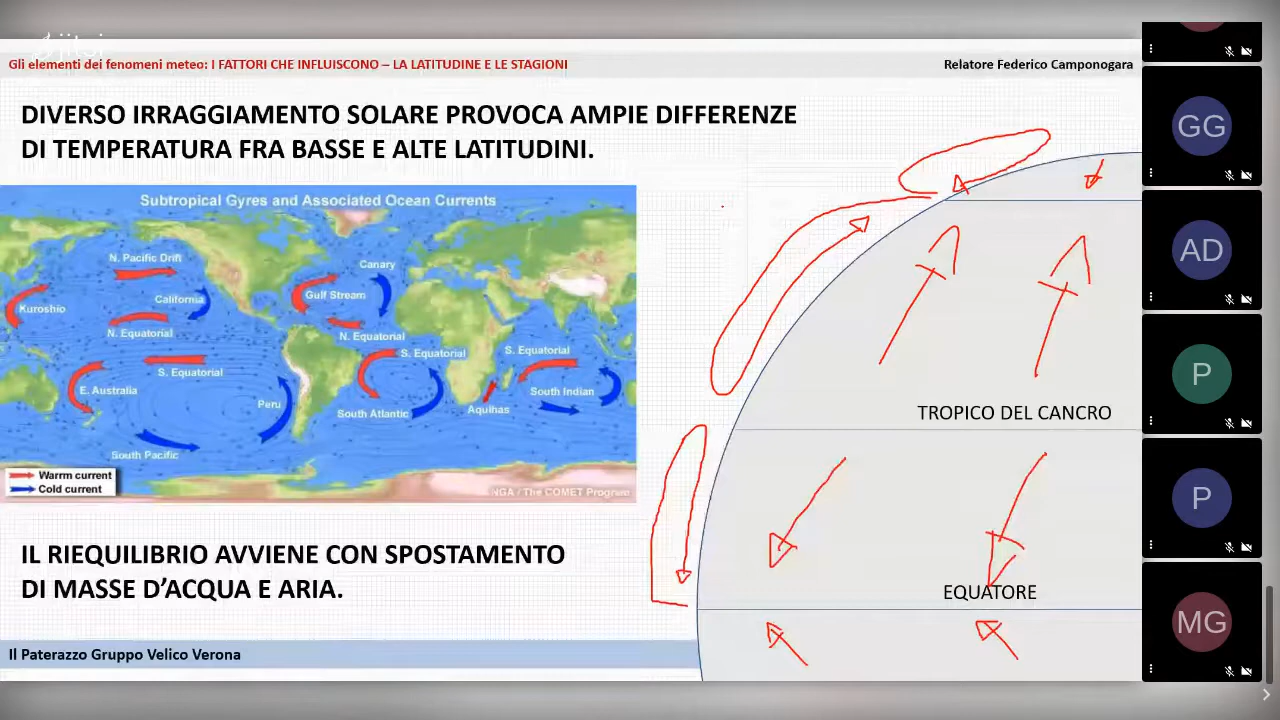 Gli elementi dei fenomeni meteo: I FATTORI CHE INFLUISCONO – LA LATITUDINE E LE STAGIONI
Relatore Federico Camponogara
DIVERSO IRRAGGIAMENTO SOLARE PROVOCA AMPIE DIFFERENZE
DI TEMPERATURA FRA BASSE E ALTE LATITUDINI.
Subtropical Gyres and Associated Ocean Currents
N. Pacific Drift
Canary
California
Gulf Stream
Kuroshio
N. Equatorial
N. Equatorial
S. Equatorial
S. Equatorial
S. Equatorial
E. Australia
Peru
South Indian
South Atlantic
Aqulhas
South Pacific
Warrm current
Cold current
NGA / The COMET Program
IL RIEQUILIBRIO AVVIENE CON SPOSTAMENTO
DI MASSE D’ACQUA E ARIA.
Il Paterazzo Gruppo Velico Verona
TROPICO DEL CANCRO
EQUATORE
GG
AD
P
P
MG